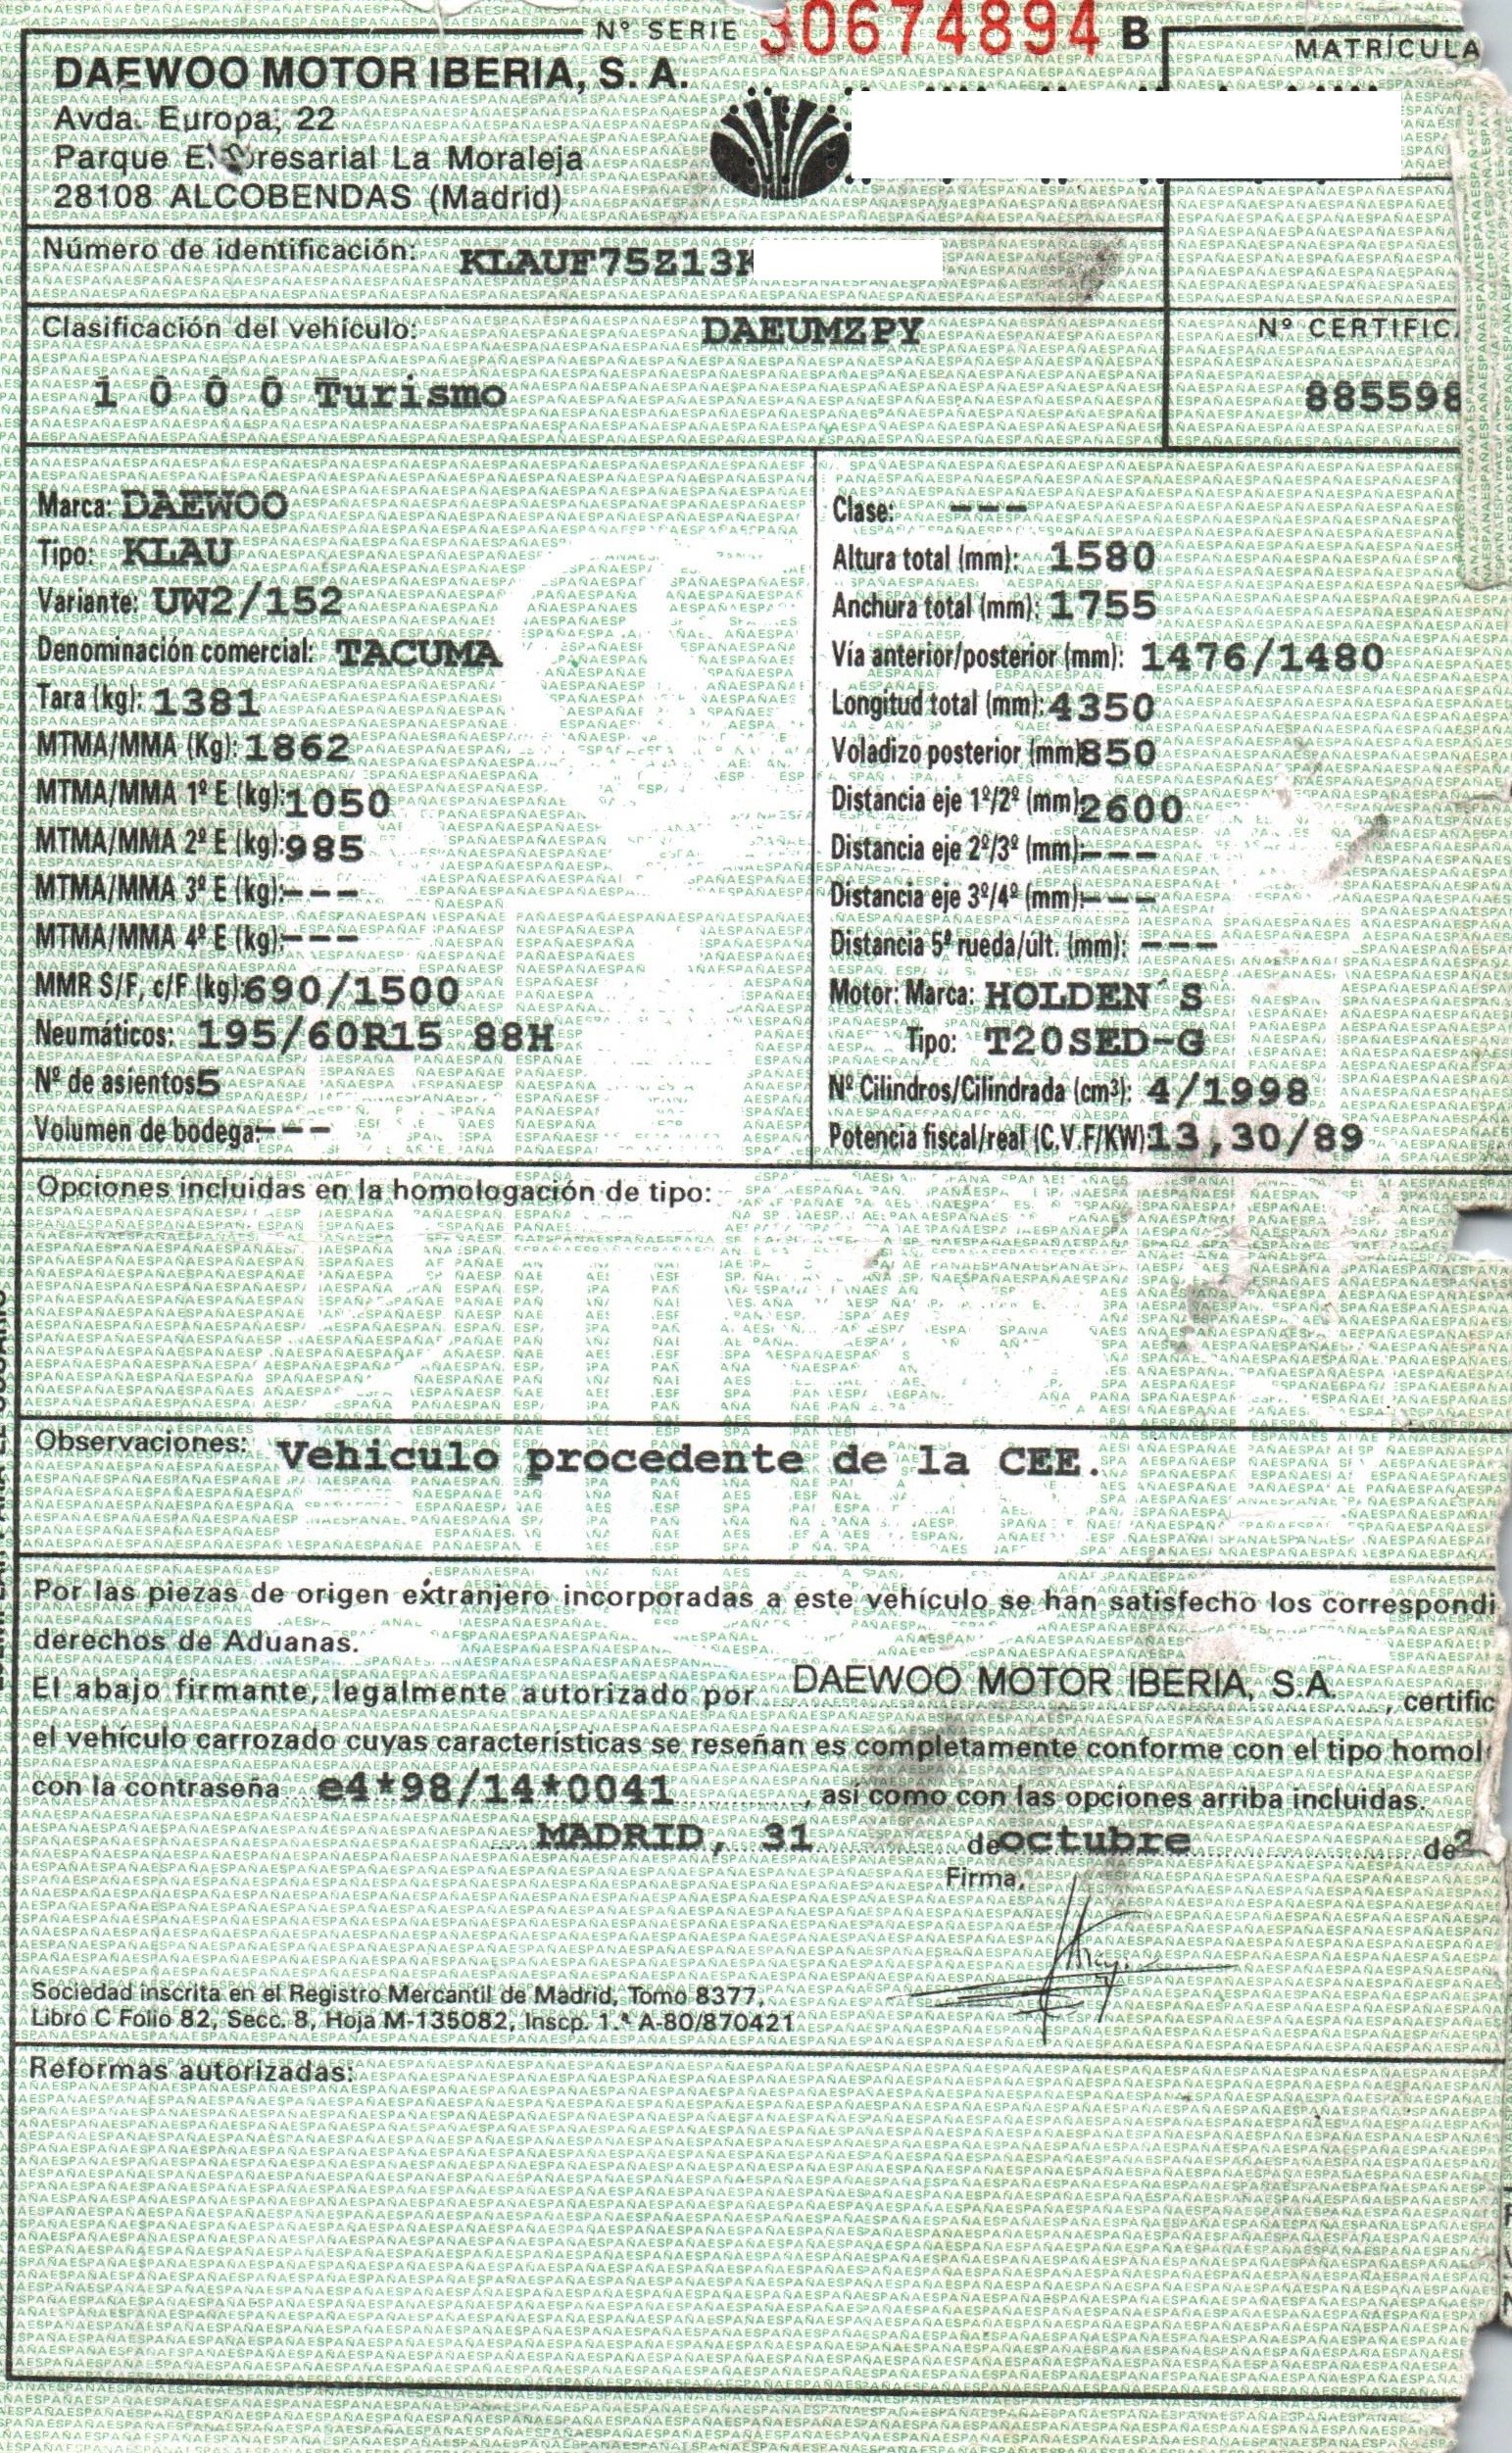 Nº SERIE 30674894 B
MATRÍCULA
DAEWOO MOTOR IBERIA, S. A.
Avda. Europa, 22
Parque E resarial La Moraleja
28108 ALCOBENDAS (Madrid)
Número de identificación: KLAUF75Z13K
Clasificación del vehículo: DAEUMZPY
1 0 0 0 Turismo
Nº CERTIFIC.
885598
Marca: DAEWOO
Tipo: KLAU
Variante: UW2/152
Denominación comercial: TACUMA
Tara (kg): 1381
MTMA/MMA (Kg): 1862
MTMA/MMA 1º E (kg): 1050
MTMA/MMA 2º E (kg): 985
MTMA/MMA 3º E (kg): ---
MTMA/MMA 4º E (kg): ---
MMR S/F, c/F (kg): 690/1500
Neumáticos: 195/60R15 88H
Nº de asientos 5
Volumen de bodega: ---
Clase: ---
Altura total (mm): 1580
Anchura total (mm): 1755
Vía anterior/posterior (mm): 1476/1480
Longitud total (mm): 4350
Voladizo posterior (mm) 850
Distancia eje 1º/2º (mm): 2600
Distancia eje 2º/3º (mm): ---
Distancia eje 3º/4º (mm): ---
Distancia 5ª rueda/últ. (mm): ---
Motor: Marca: HOLDEN´S
Tipo: T20SED-G
Nº Cilindros/Cilindrada (cm³): 4/1998
Potencia fiscal/real (C.V.F/KW) 13,30/89
Opciones incluidas en la homologación de tipo:
Observaciones: Vehiculo procedente de la CEE.
Por las piezas de origen extranjero incorporadas a este vehículo se han satisfecho los correspondi
derechos de Aduanas.
El abajo firmante, legalmente autorizado por DAEWOO MOTOR IBERIA, S.A. , certific
el vehículo carrozado cuyas características se reseñan es completamente conforme con el tipo homol
con la contraseña e4*98/14*0041 , así como con las opciones arriba incluidas.
MADRID, 31 de octubre de 2
Firma,
Sociedad inscrita en el Registro Mercantil de Madrid, Tomo 8377,
Libro C Folio 82, Secc. 8, Hoja M-135082, Inscp. 1.ª A-80/870421
Reformas autorizadas: